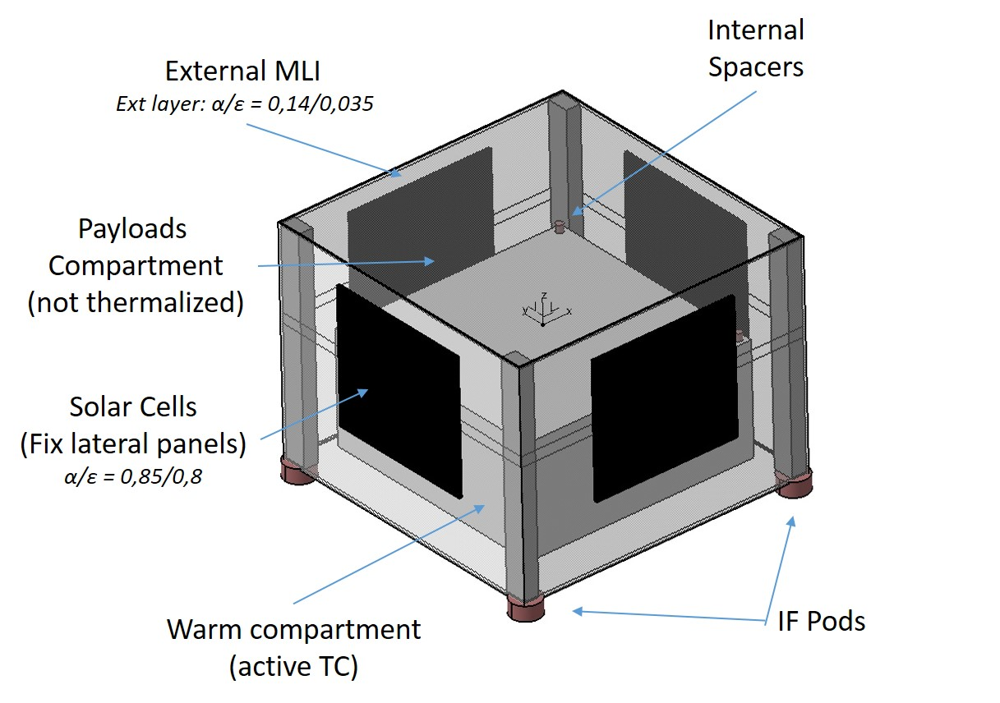 Internal
Spacers
External MLI
Ext layer: α/ε = 0,14/0,035
Payloads
Compartment
(not thermalized)
z
y
x
Solar Cells
(Fix lateral panels)
α/ε = 0,85/0,8
Warm compartment
(active TC)
IF Pods